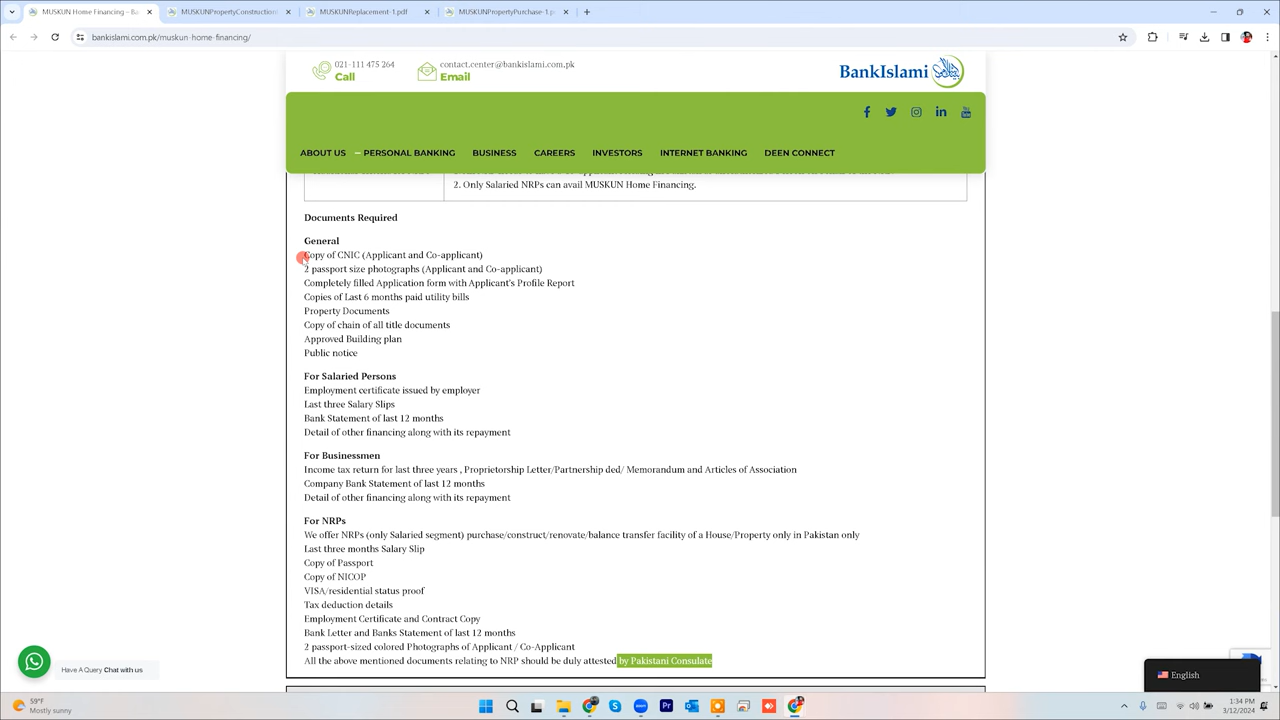 MUSKUN Home Financing – Ba
MUSKUNPropertyConstruction
MUSKUNReplacement-1.pdf
MUSKUNPropertyPurchase-1.p
bankislami.com.pk/muskun-home-financing/
021-111 475 264
Call
contact.center@bankislami.com.pk
Email
BankIslami
ABOUT US
PERSONAL BANKING
BUSINESS
CAREERS
INVESTORS
INTERNET BANKING
DEEN CONNECT
2. Only Salaried NRPs can avail MUSKUN Home Financing.
Documents Required
General
Copy of CNIC (Applicant and Co-applicant)
2 passport size photographs (Applicant and Co-applicant)
Completely filled Application form with Applicant's Profile Report
Copies of Last 6 months paid utility bills
Property Documents
Copy of chain of all title documents
Approved Building plan
Public notice
For Salaried Persons
Employment certificate issued by employer
Last three Salary Slips
Bank Statement of last 12 months
Detail of other financing along with its repayment
For Businessmen
Income tax return for last three years , Proprietorship Letter/Partnership ded/ Memorandum and Articles of Association
Company Bank Statement of last 12 months
Detail of other financing along with its repayment
For NRPs
We offer NRPs (only Salaried segment) purchase/construct/renovate/balance transfer facility of a House/Property only in Pakistan only
Last three months Salary Slip
Copy of Passport
Copy of NICOP
VISA/residential status proof
Tax deduction details
Employment Certificate and Contract Copy
Bank Letter and Banks Statement of last 12 months
2 passport-sized colored Photographs of Applicant / Co-Applicant
All the above mentioned documents relating to NRP should be duly attested by Pakistani Consulate
Have A Query Chat with us
English
59°F
Mostly sunny
1:34 PM
3/12/2024